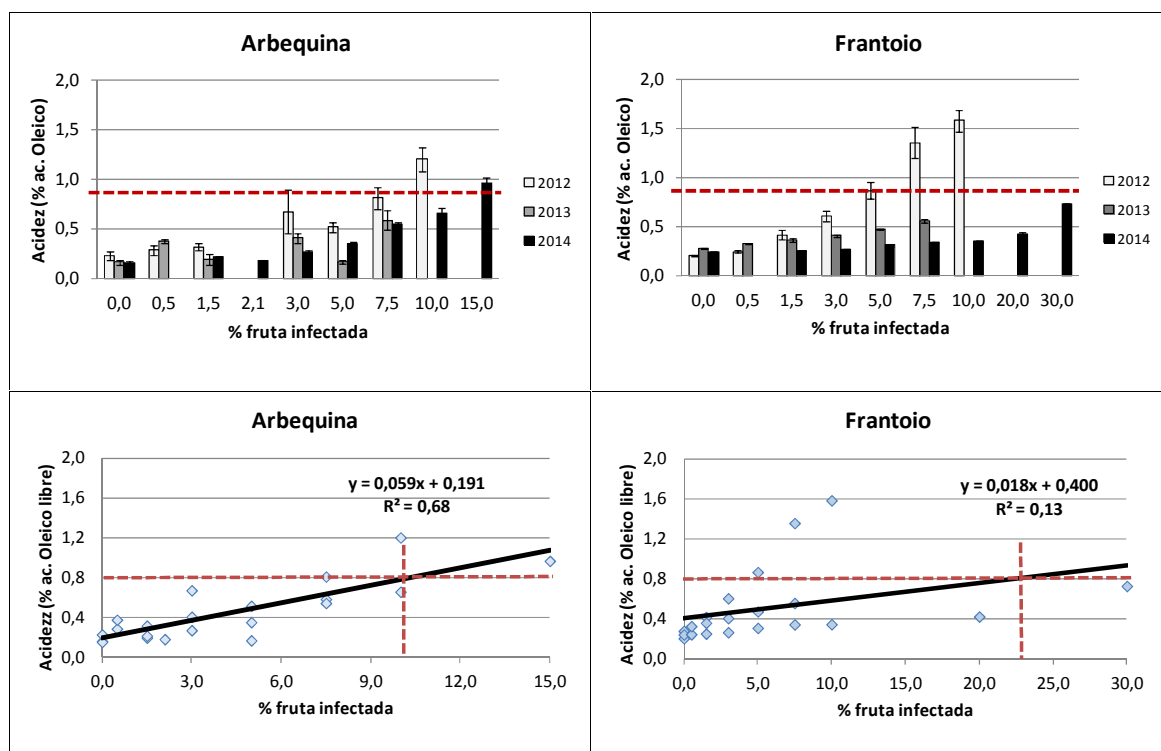 Arbequina
2,0
1,5
1,0
0,5
0,0
Acidez (% ac. Oleico)
0,0 0,5 1,5 2,1 3,0 5,0 7,5 10,0 15,0
% fruta infectada
2012
2013
2014
Frantoio
2,0
1,5
1,0
0,5
0,0
Acidez (% ac. Oleico)
0,0 0,5 1,5 3,0 5,0 7,5 10,0 20,0 30,0
% fruta infectada
2012
2013
2014
Arbequina
2,0
1,6
1,2
0,8
0,4
0,0
Acidezz (% ac. Oleico libre)
y = 0,059x + 0,191
R² = 0,68
0,0 3,0 6,0 9,0 12,0 15,0
% fruta infectada
Frantoio
2,0
1,6
1,2
0,8
0,4
0,0
Acidez (% ac. Oleico libre)
y = 0,018x + 0,400
R² = 0,13
0,0 5,0 10,0 15,0 20,0 25,0 30,0
% fruta infectada